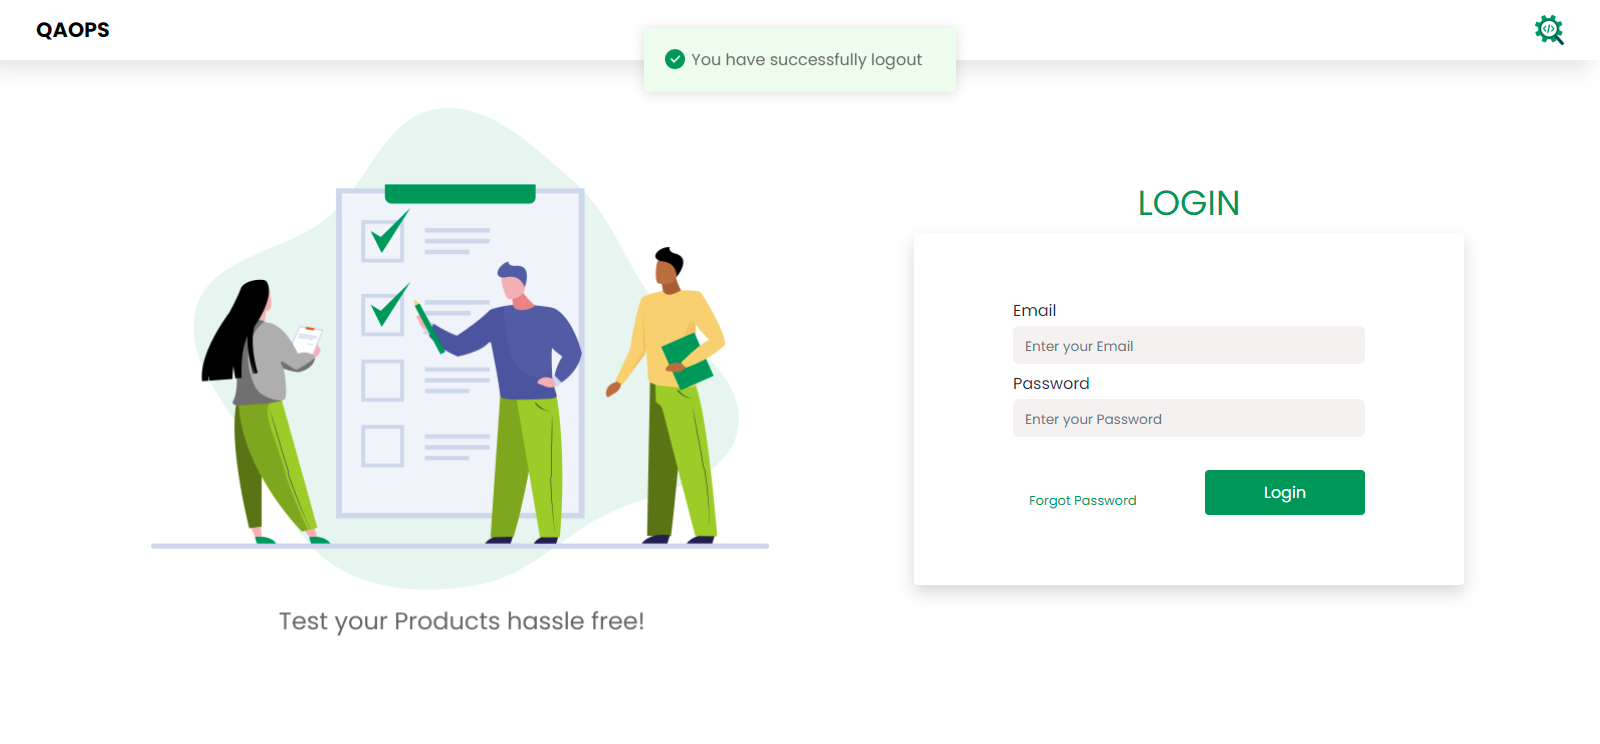 QAOPS
You have successfully logout
LOGIN
Email
Enter your Email
Password
Enter your Password
Forgot Password
Login
Test your Products hassle free!